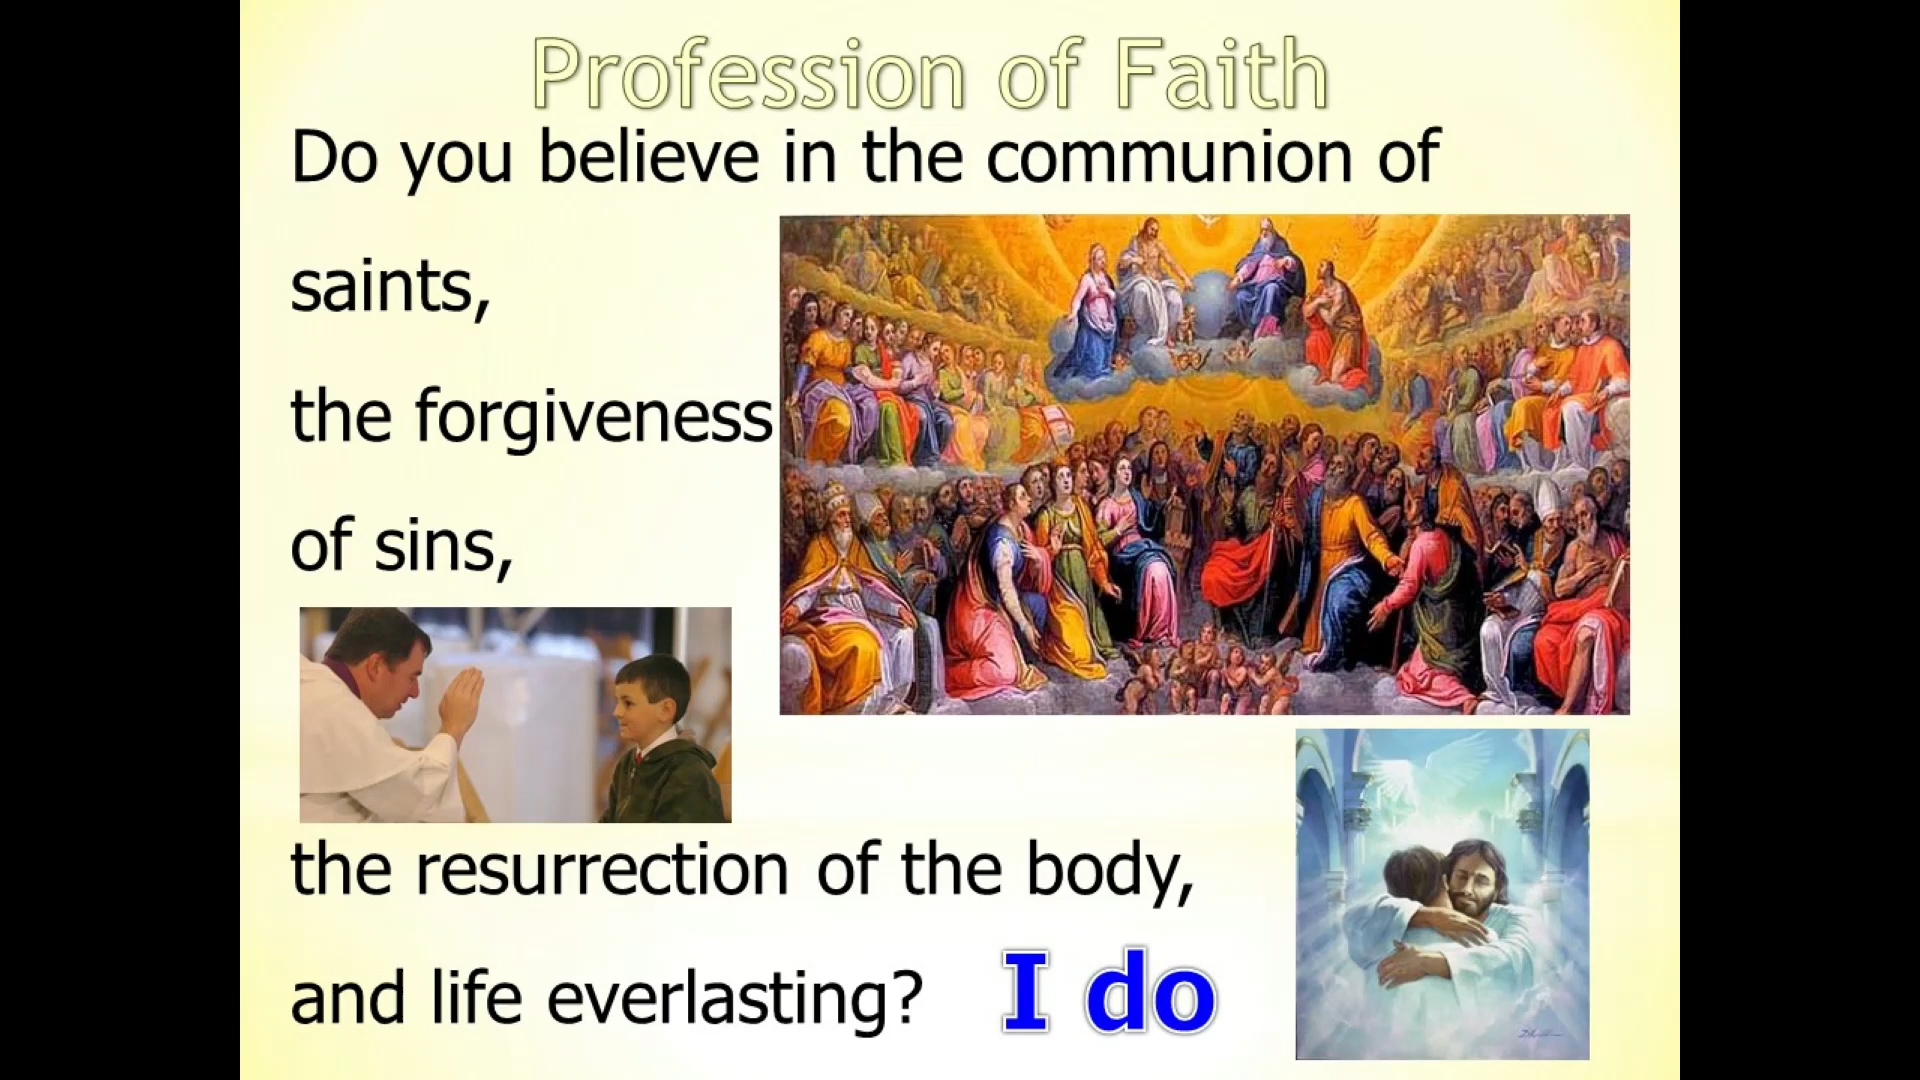 Profession of Faith
Do you believe in the communion of
saints,
the forgiveness
of sins,
the resurrection of the body,
and life everlasting? I do